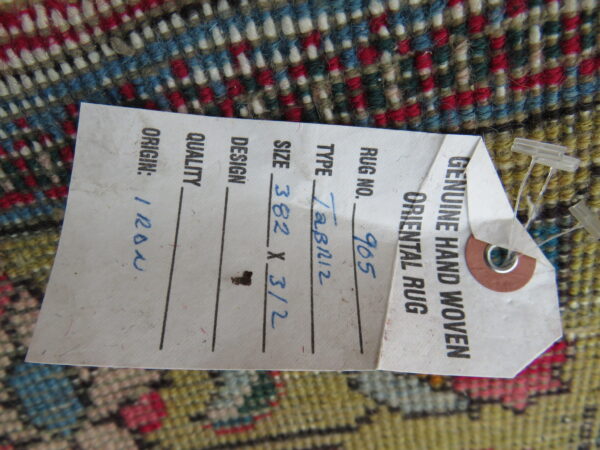 GENUINE HAND WOVEN
ORIENTAL RUG
RUG NO. 905
TYPE TABRIZ
SIZE 382 X 312
DESIGN
QUALITY
ORIGIN: IRAN